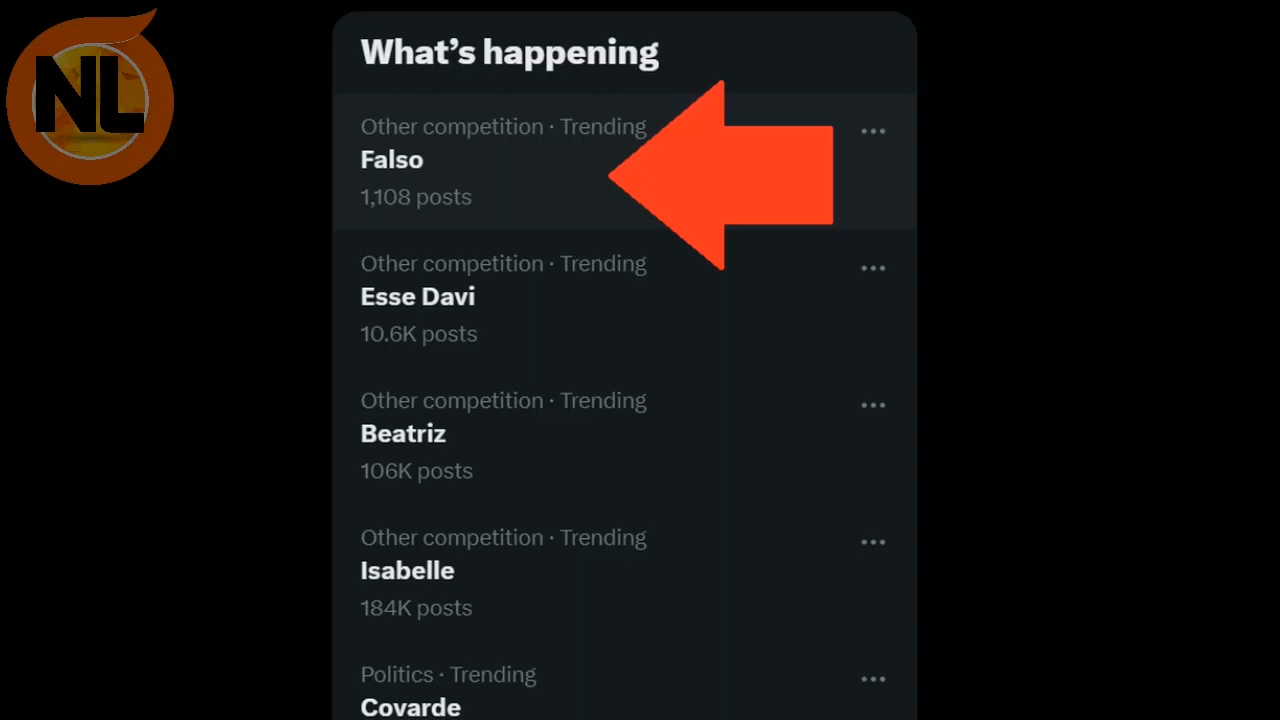 NL
What's happening
Other competition · Trending
Falso
1,108 posts
Other competition · Trending
Esse Davi
10.6K posts
Other competition · Trending
Beatriz
106K posts
Other competition · Trending
Isabelle
184K posts
Politics · Trending
Covarde